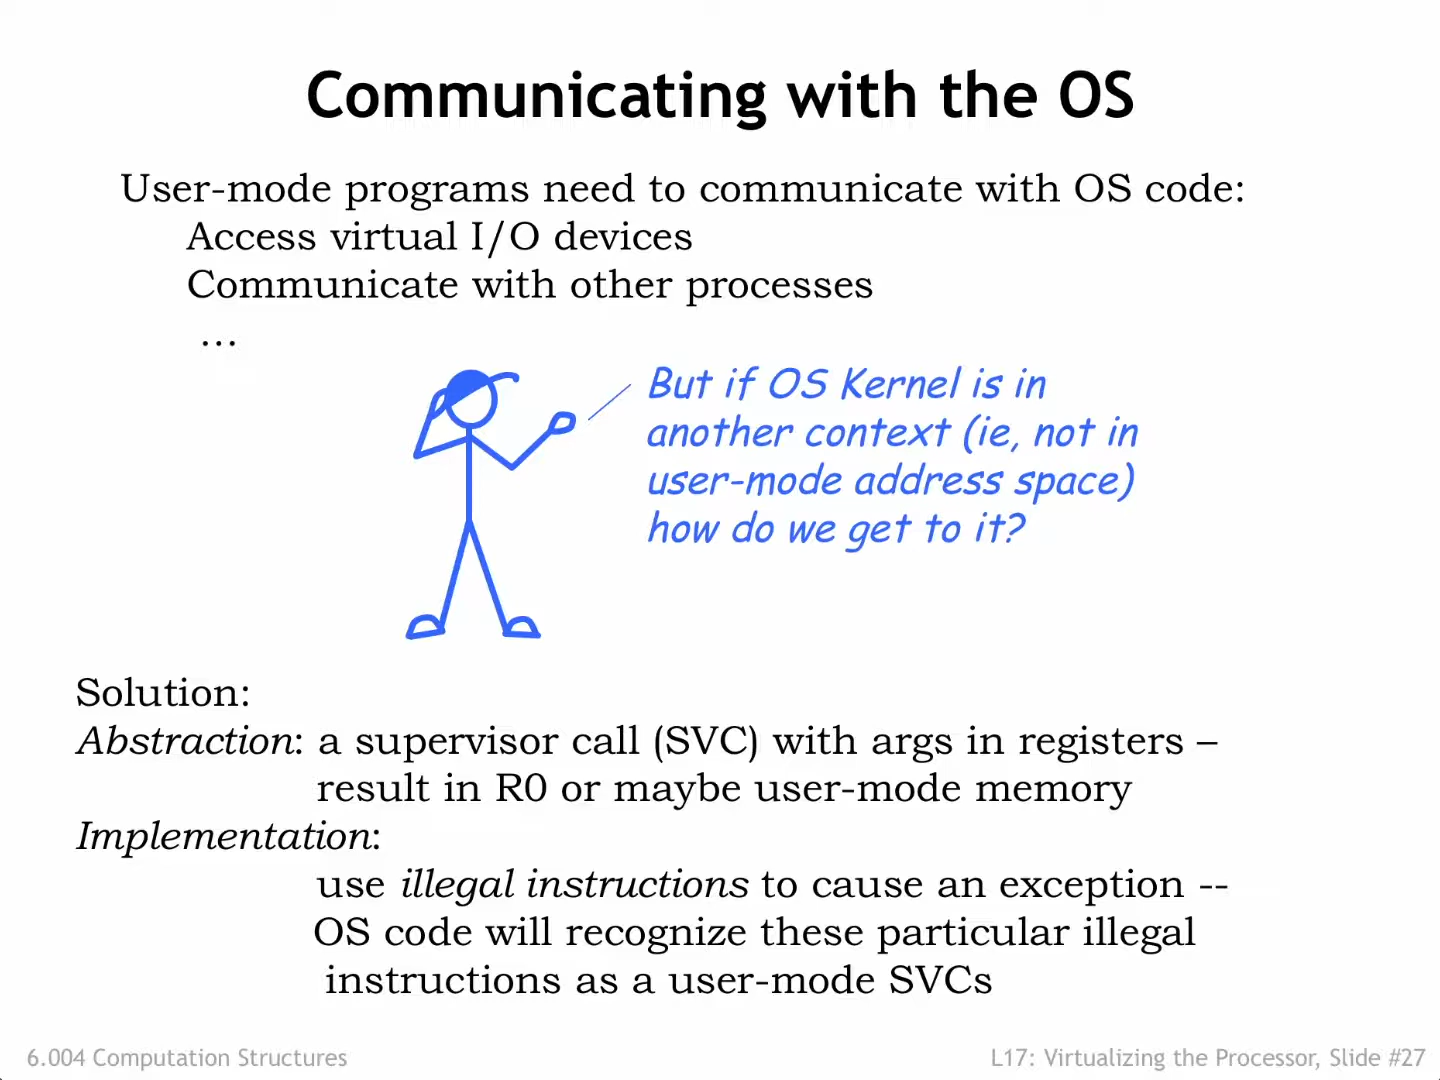 Communicating with the OS
User-mode programs need to communicate with OS code:
Access virtual I/O devices
Communicate with other processes
…
But if OS Kernel is in
another context (ie, not in
user-mode address space)
how do we get to it?
Solution:
Abstraction: a supervisor call (SVC) with args in registers –
result in R0 or maybe user-mode memory
Implementation:
use illegal instructions to cause an exception --
OS code will recognize these particular illegal
instructions as a user-mode SVCs
6.004 Computation Structures
L17: Virtualizing the Processor, Slide #27